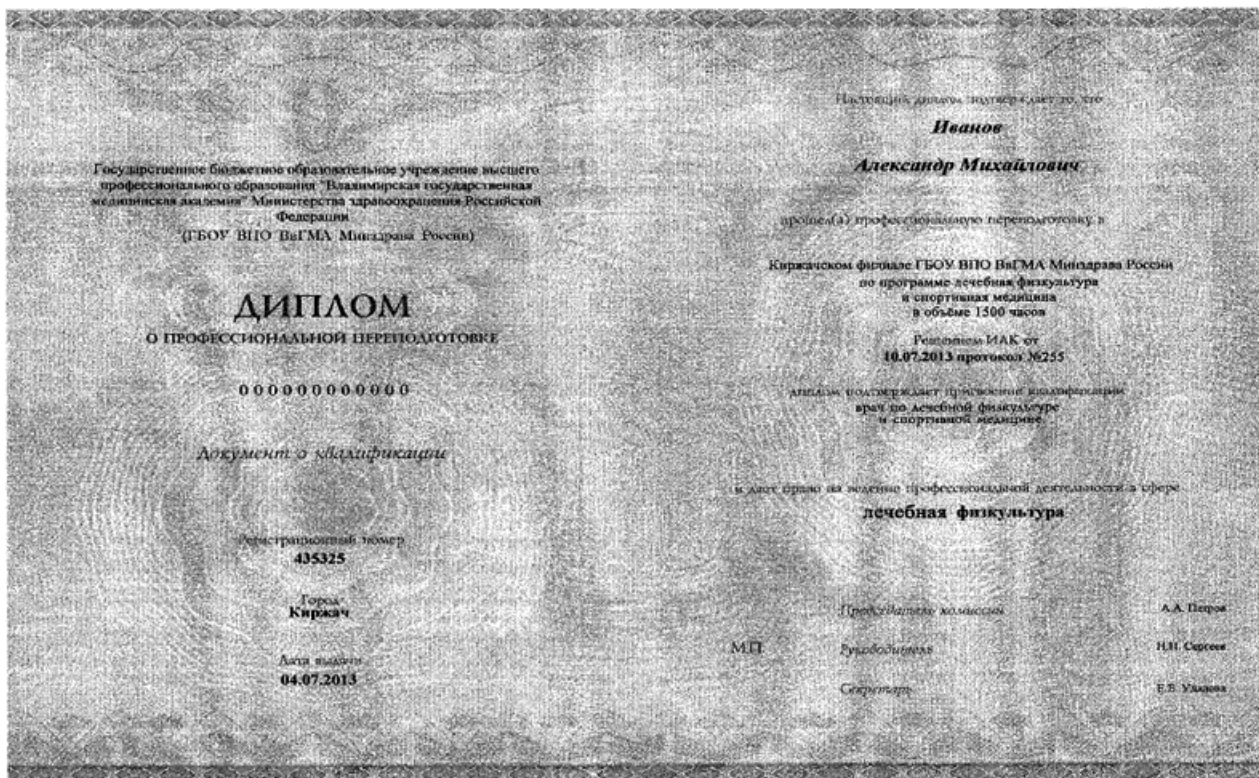 Государственное бюджетное образовательное учреждение высшего
профессионального образования "Владимирская государственная
медицинская академия" Министерства здравоохранения Российской
Федерации
(ГБОУ ВПО ВвГМА Минздрава России)
ДИПЛОМ
О ПРОФЕССИОНАЛЬНОЙ ПЕРЕПОДГОТОВКЕ
000000000000
Документ о квалификации
Регистрационный номер
435325
Город
Киржач
Дата выдачи
04.07.2013
Настоящий диплом подтверждает то, что
Иванов
Александр Михайлович
прошел(а) профессиональную переподготовку в
Киржачском филиале ГБОУ ВПО ВвГМА Минздрава России
по программе лечебная физкультура
и спортивная медицина
в объёме 1500 часов
Решением ИАК от
10.07.2013 протокол №255
диплом подтверждает присвоение квалификации
врач по лечебной физкультуре
и спортивной медицине.
и дает право на ведение профессиональной деятельности в сфере
лечебная физкультура
Председатель комиссии
А.А. Петров
М.П.
Руководитель
Н.Н. Сергеев
Секретарь
Е.В.